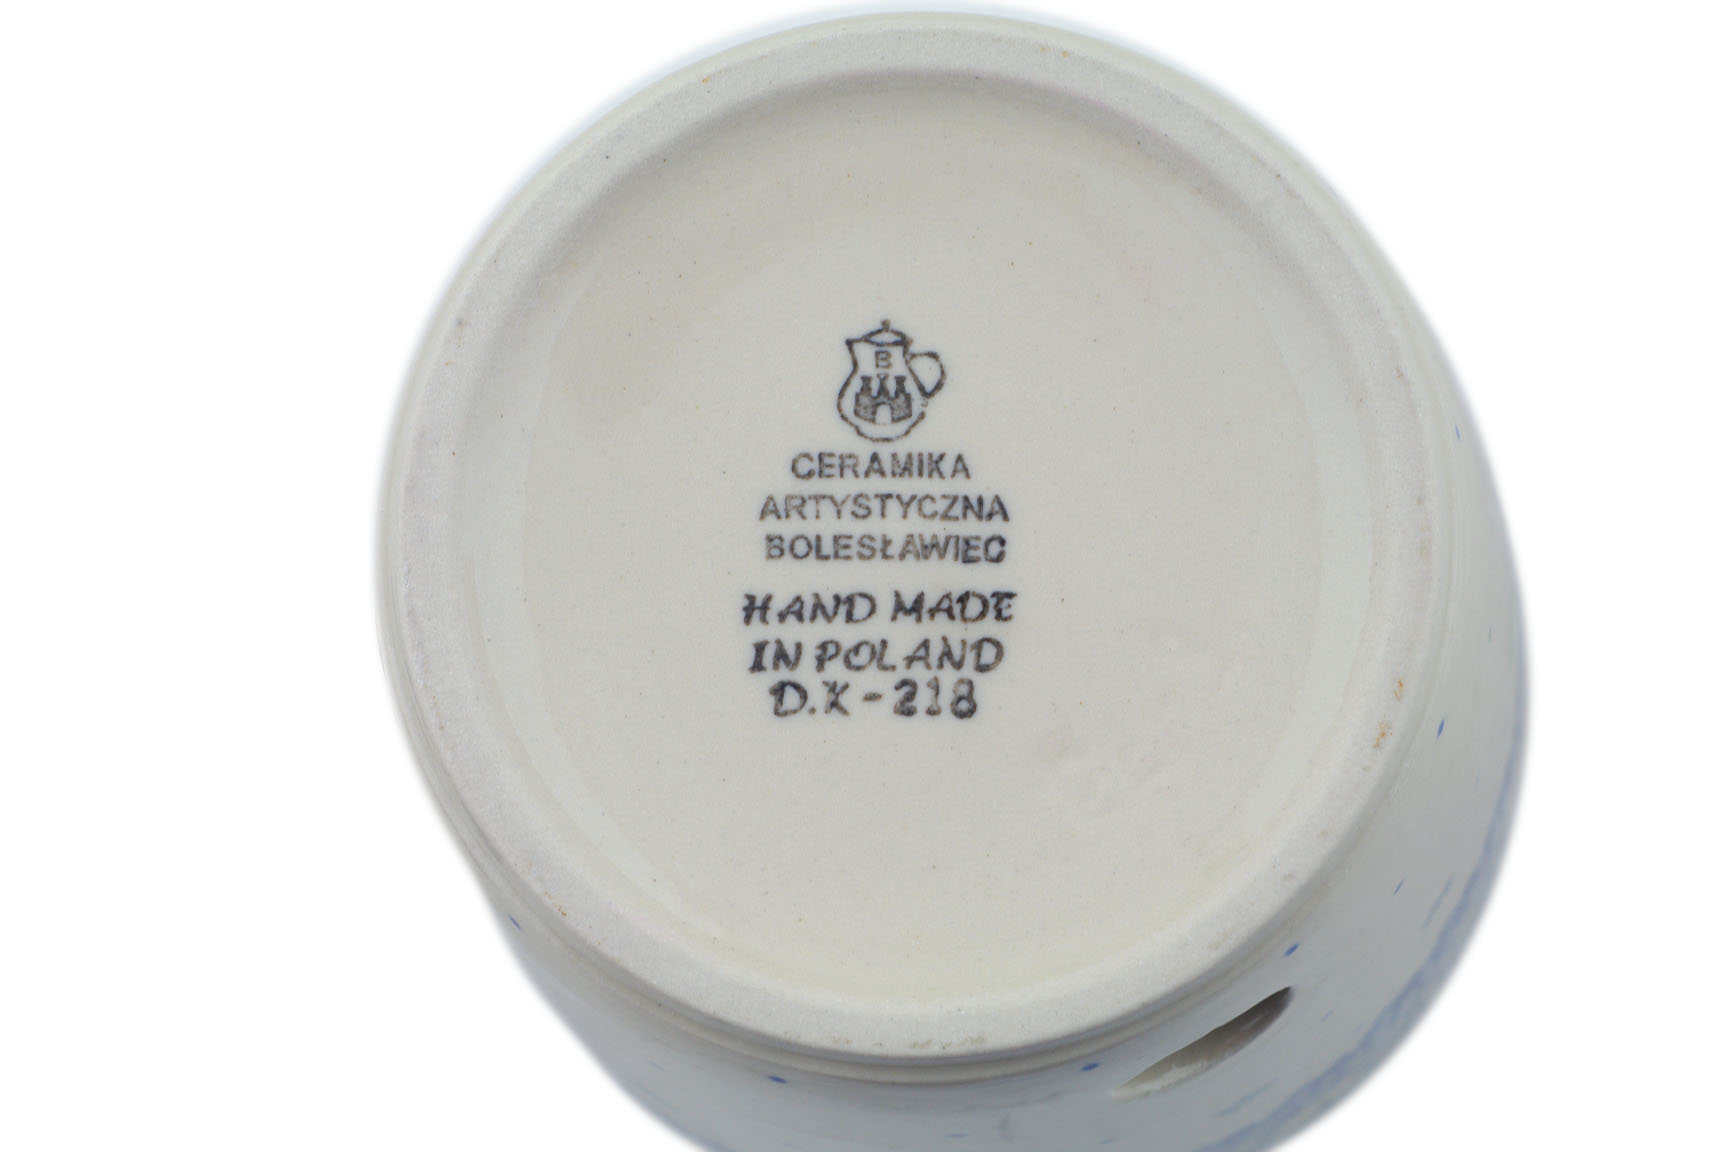 B
CERAMIKA
ARTYSTYCZNA
BOLESŁAWIEC
HAND MADE
IN POLAND
D.K-218